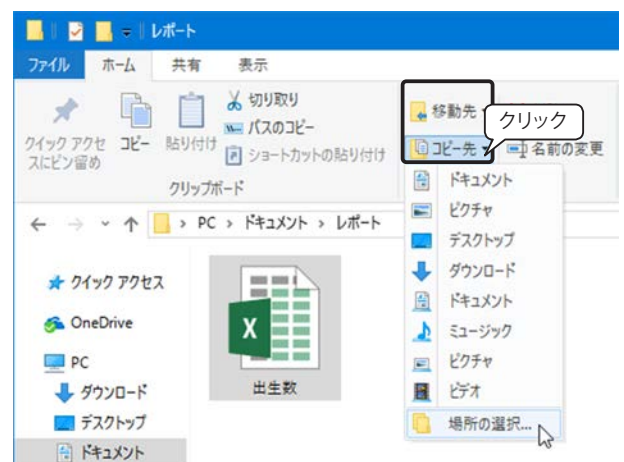 レポート
ファイル ホーム 共有 表示
クイック アクセスにピン留め
コピー
貼り付け
切り取り
パスのコピー
ショートカットの貼り付け
クリップボード
移動先
コピー先
クリック
名前の変更
PC › ドキュメント › レポート
クイック アクセス
OneDrive
PC
ダウンロード
デスクトップ
ドキュメント
出生数
ドキュメント
ピクチャ
デスクトップ
ダウンロード
ドキュメント
ミュージック
ピクチャ
ビデオ
場所の選択...